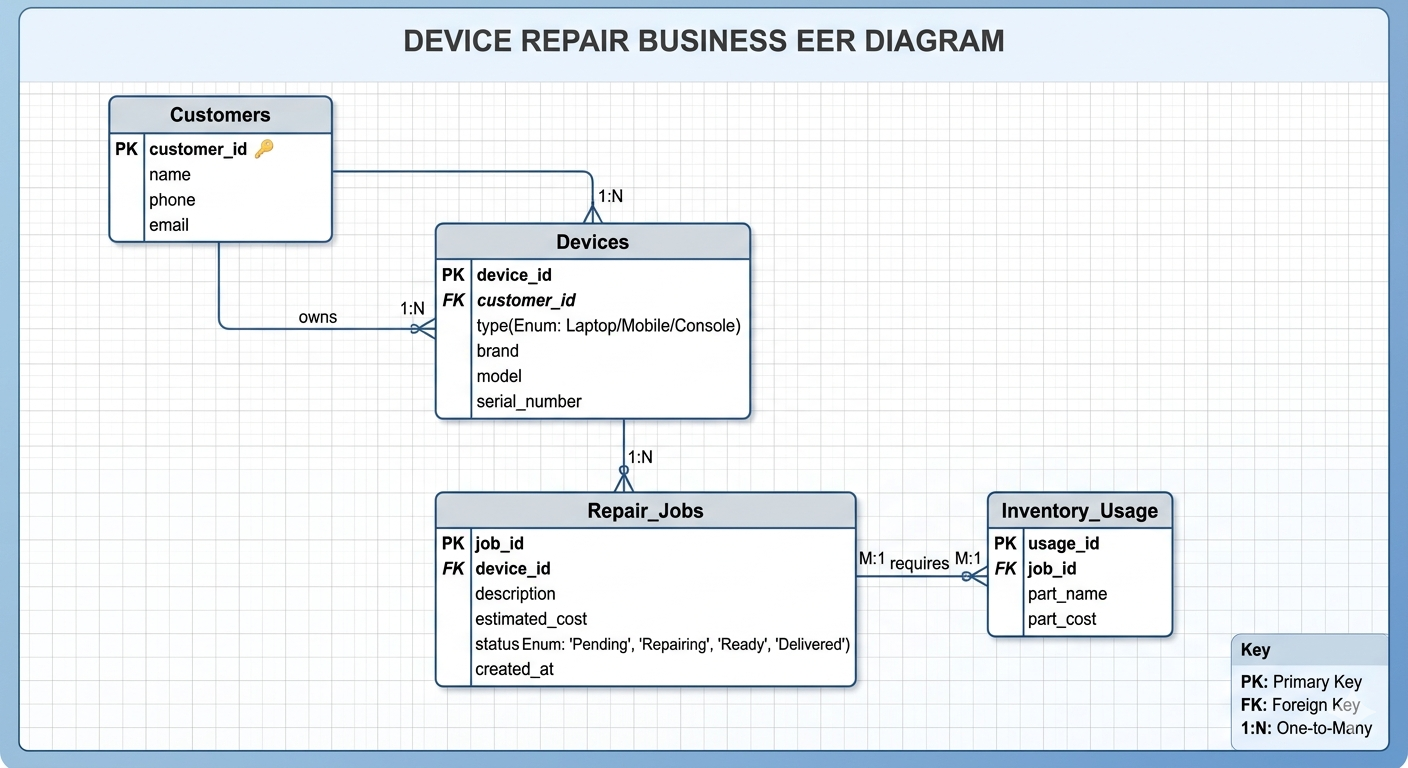 DEVICE REPAIR BUSINESS EER DIAGRAM
Customers
PK customer_id
name
phone
email
1:N
owns
1:N
Devices
PK device_id
FK customer_id
type(Enum: Laptop/Mobile/Console)
brand
model
serial_number
1:N
Repair_Jobs
PK job_id
FK device_id
description
estimated_cost
status Enum: 'Pending', 'Repairing', 'Ready', 'Delivered')
created_at
M:1 requires M:1
Inventory_Usage
PK usage_id
FK job_id
part_name
part_cost
Key
PK: Primary Key
FK: Foreign Key
1:N: One-to-Many